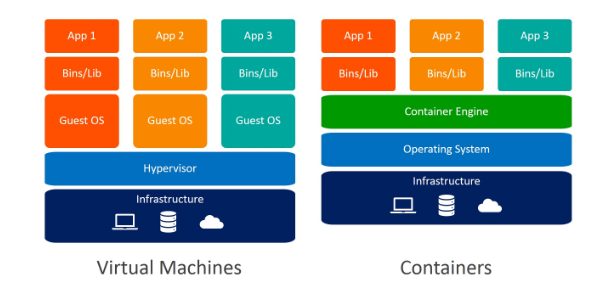 App 1
App 2
App 3
Bins/Lib
Bins/Lib
Bins/Lib
Guest OS
Guest OS
Guest OS
Hypervisor
Infrastructure
Virtual Machines
App 1
App 2
App 3
Bins/Lib
Bins/Lib
Bins/Lib
Container Engine
Operating System
Infrastructure
Containers